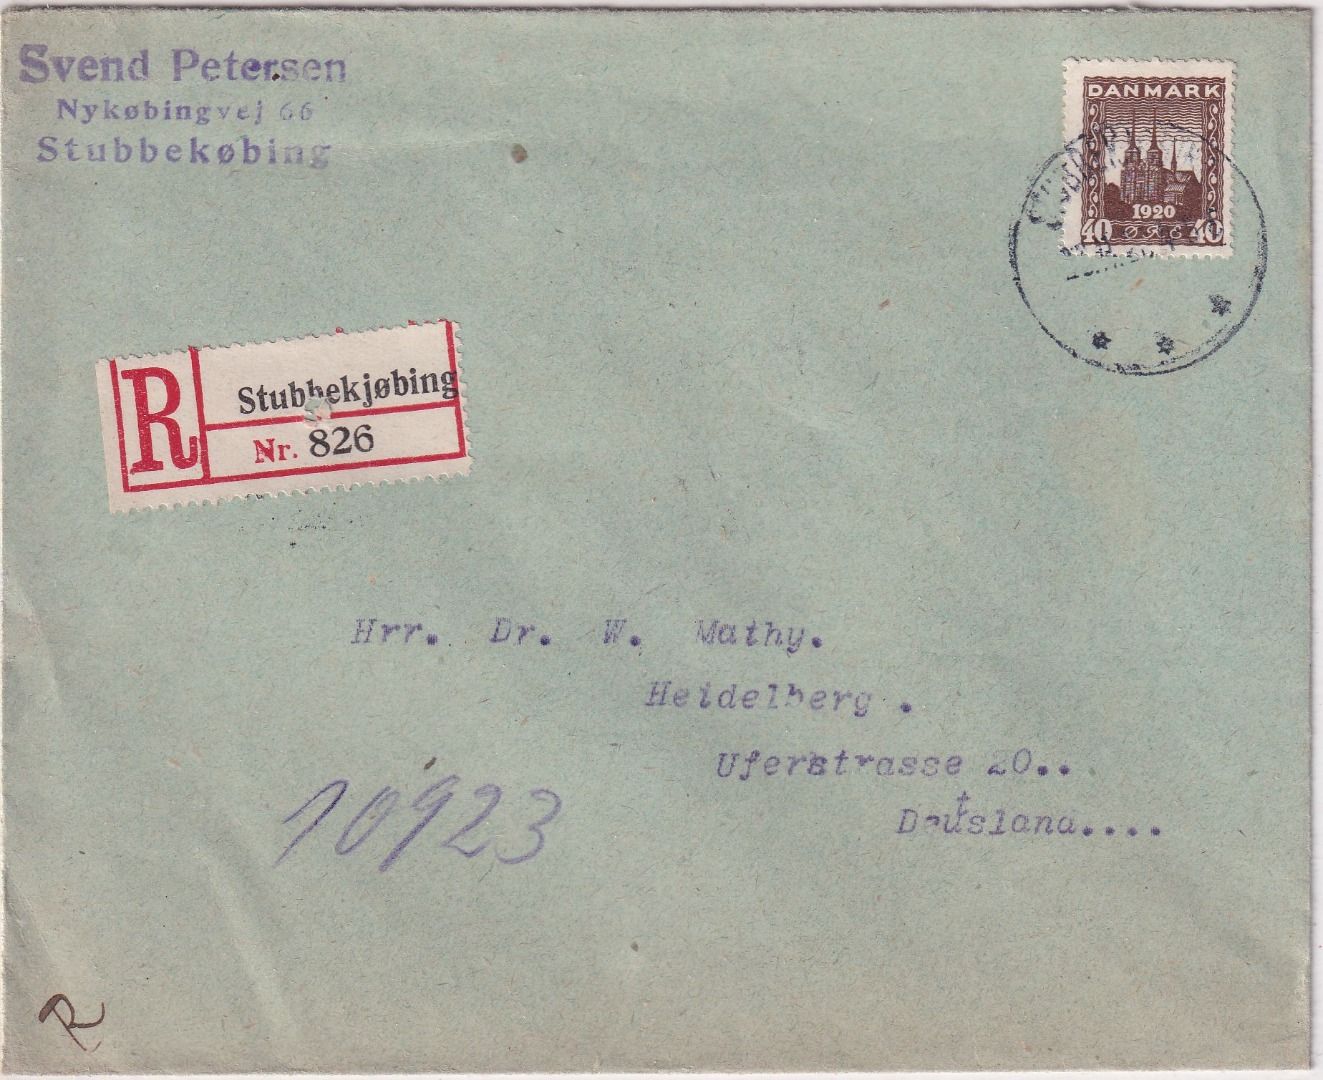 Svend Petersen
Nykøbingvej 66
Stubbekøbing
DANMARK
1920
40 ØRE 40
R
Stubbekjøbing
Nr. 826
Hrr. Dr. W. Mathy.
Heidelberg .
Uferstrasse 20..
Deutsland....
10923
R